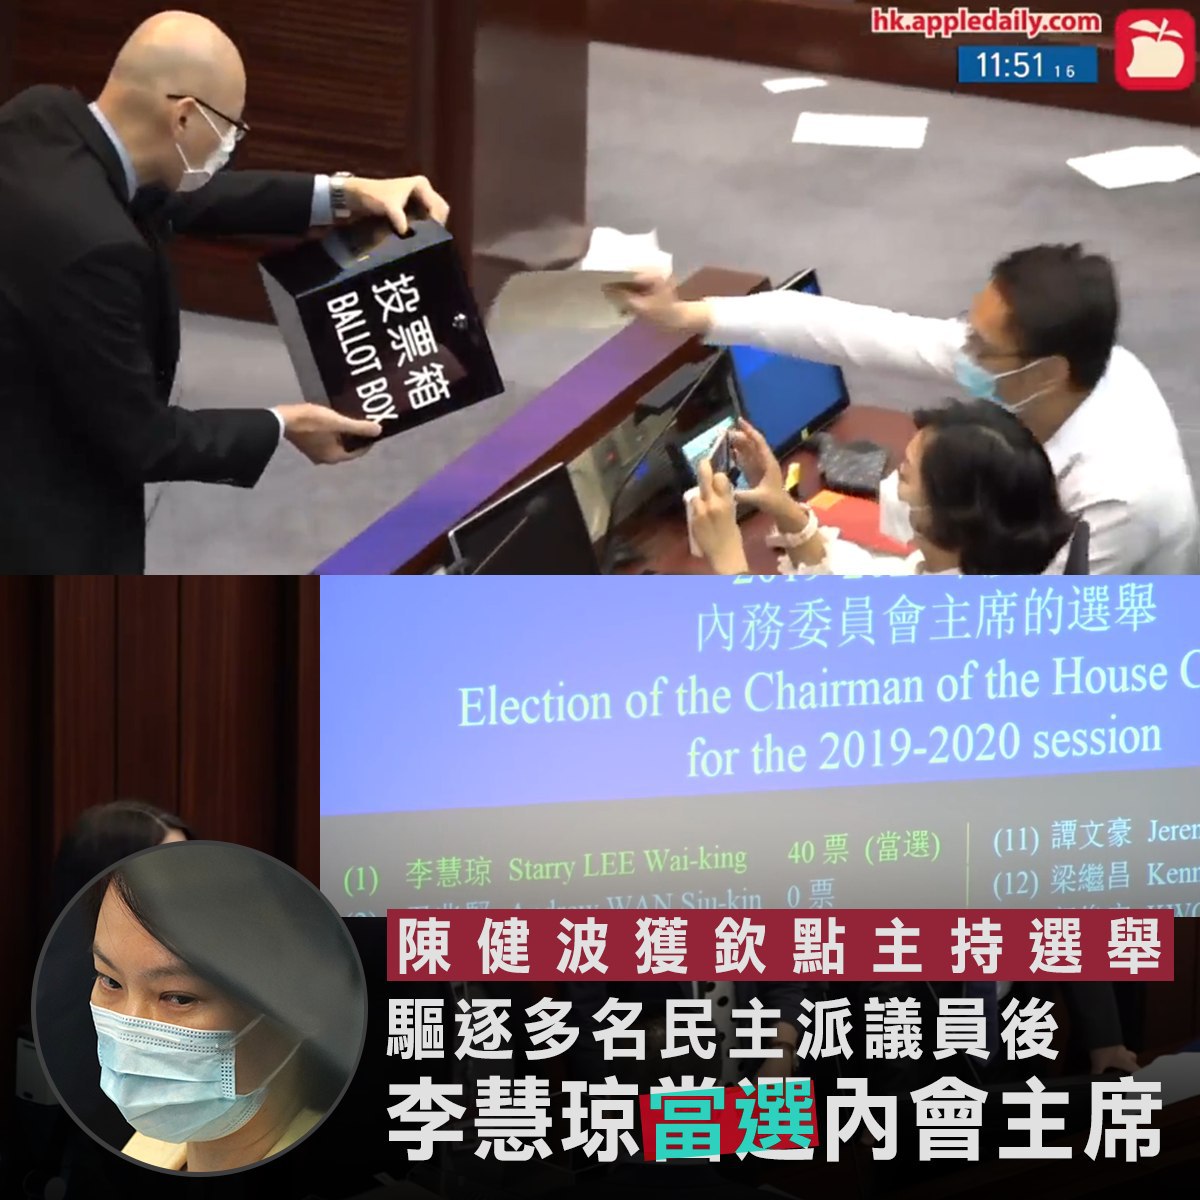 hk.appledaily.com
11:51 16
投票箱
BALLOT BOX
內務委員會主席的選舉
Election of the Chairman of the House
for the 2019-2020 session
(1) 李慧琼 Starry LEE Wai-king 40 票 (當選)
0 票
(11) 譚文豪
(12) 梁繼昌
陳健波獲欽點主持選舉
驅逐多名民主派議員後
李慧琼當選內會主席